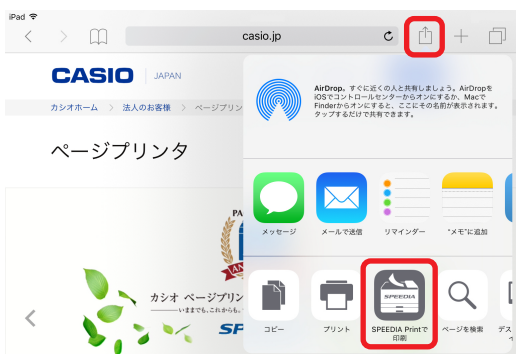 iPad
casio.jp
CASIO JAPAN
カシオホーム > 法人のお客様 > ページプリン
ページプリンタ
PA
AN
カシオ ページプリン
いままでも、これからも、
SP
AirDrop。すぐに近くの人と共有しましょう。AirDropを
iOSでコントロールセンターからオンにするか、Macで
Finderからオンにすると、ここにその名前が表示されます。
タップするだけで共有できます。
メッセージ
メールで送信
リマインダー
"メモ"に追加
コピー
プリント
SPEEDIA
SPEEDIA Printで
印刷
ページを検索
デス